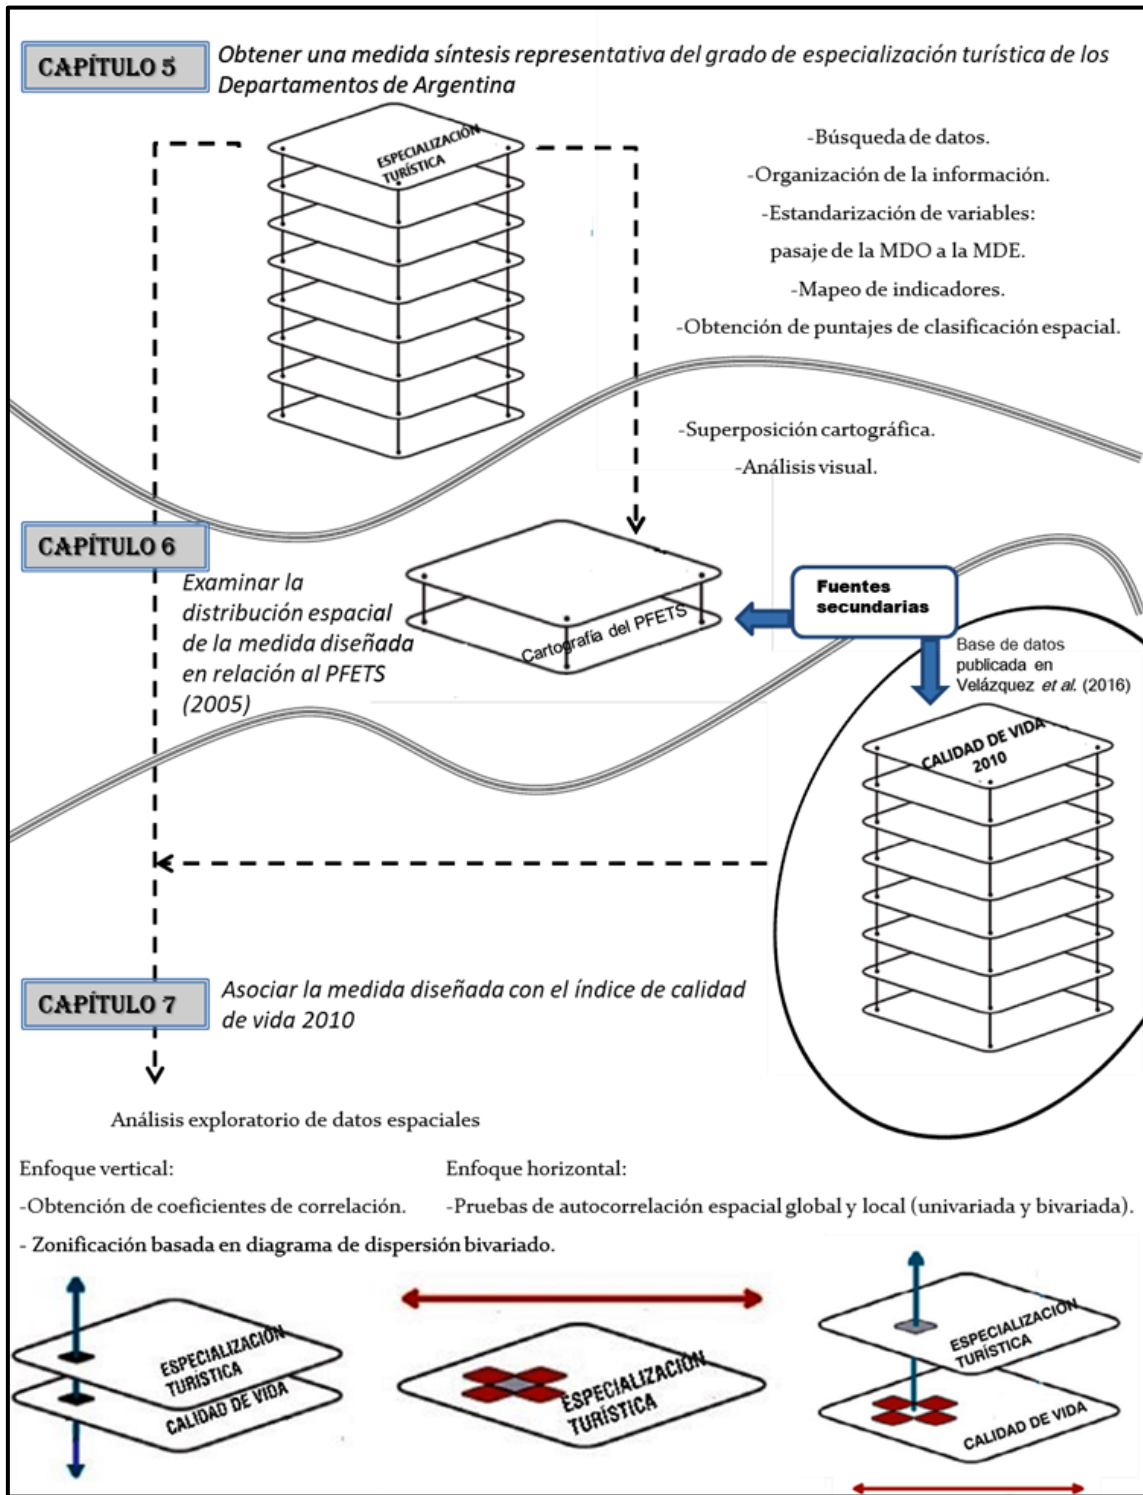 CAPÍTULO 5
Obtener una medida síntesis representativa del grado de especialización turística de los
Departamentos de Argentina
ESPECIALIZACIÓN
TURÍSTICA
-Búsqueda de datos.
-Organización de la información.
-Estandarización de variables:
pasaje de la MDO a la MDE.
-Mapeo de indicadores.
-Obtención de puntajes de clasificación espacial.
-Superposición cartográfica.
-Análisis visual.
CAPÍTULO 6
Examinar la
distribución espacial
de la medida diseñada
en relación al PFETS
(2005)
Cartografía del PFETS
Fuentes
secundarias
Base de datos
publicada en
Velázquez et al. (2016)
CALIDAD DE VIDA
2010
CAPÍTULO 7
Asociar la medida diseñada con el índice de calidad
de vida 2010
Análisis exploratorio de datos espaciales
Enfoque vertical:
-Obtención de coeficientes de correlación.
- Zonificación basada en diagrama de dispersión bivariado.
Enfoque horizontal:
-Pruebas de autocorrelación espacial global y local (univariada y bivariada).
ESPECIALIZACIÓN
TURÍSTICA
CALIDAD DE VIDA
ESPECIALIZACIÓN
TURÍSTICA
ESPECIALIZACIÓN
TURÍSTICA
CALIDAD DE VIDA